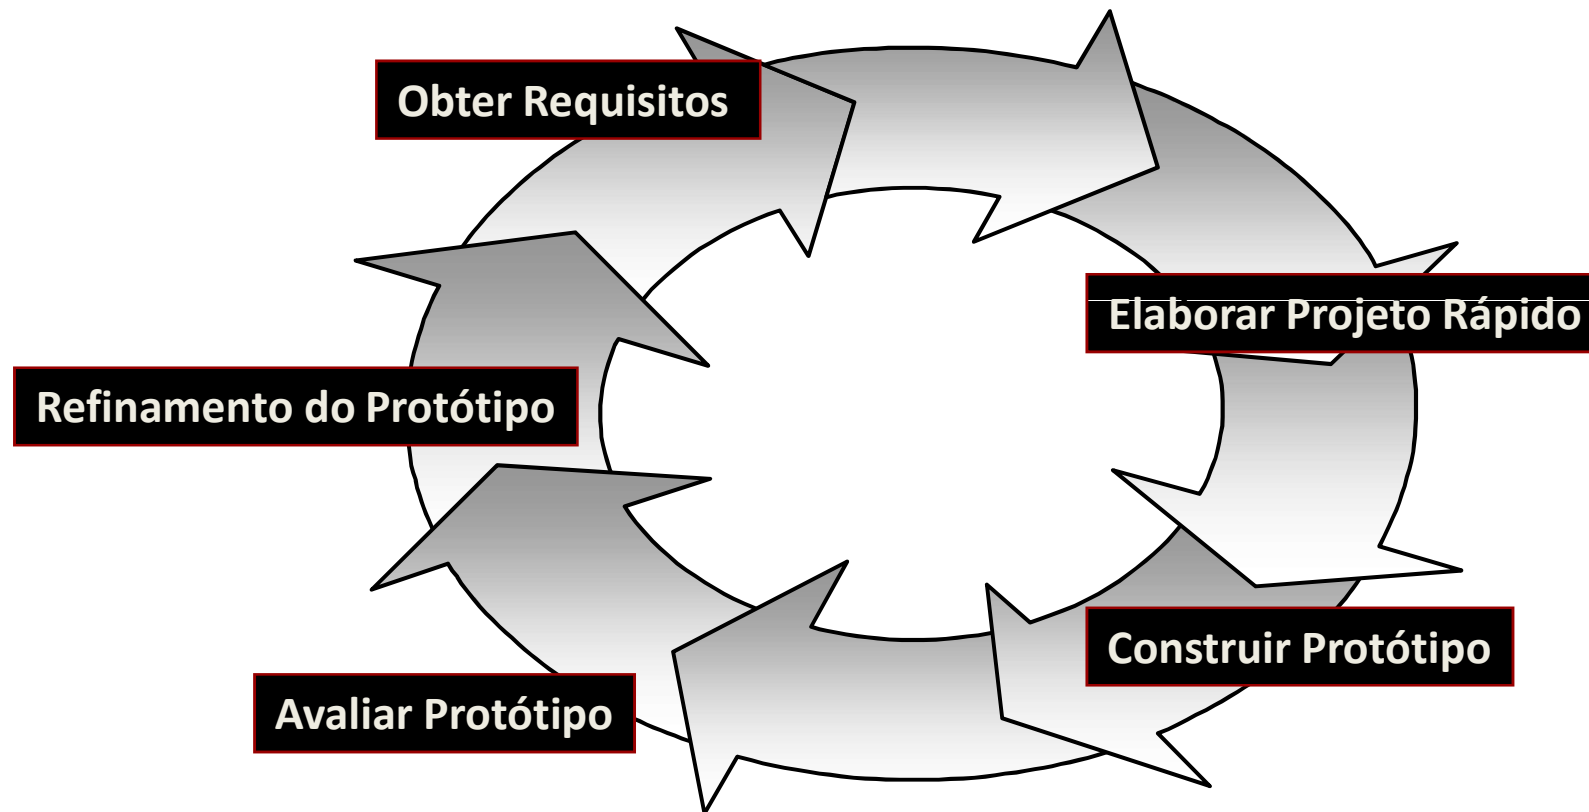 Obter Requisitos
Elaborar Projeto Rápido
Refinamento do Protótipo
Construir Protótipo
Avaliar Protótipo